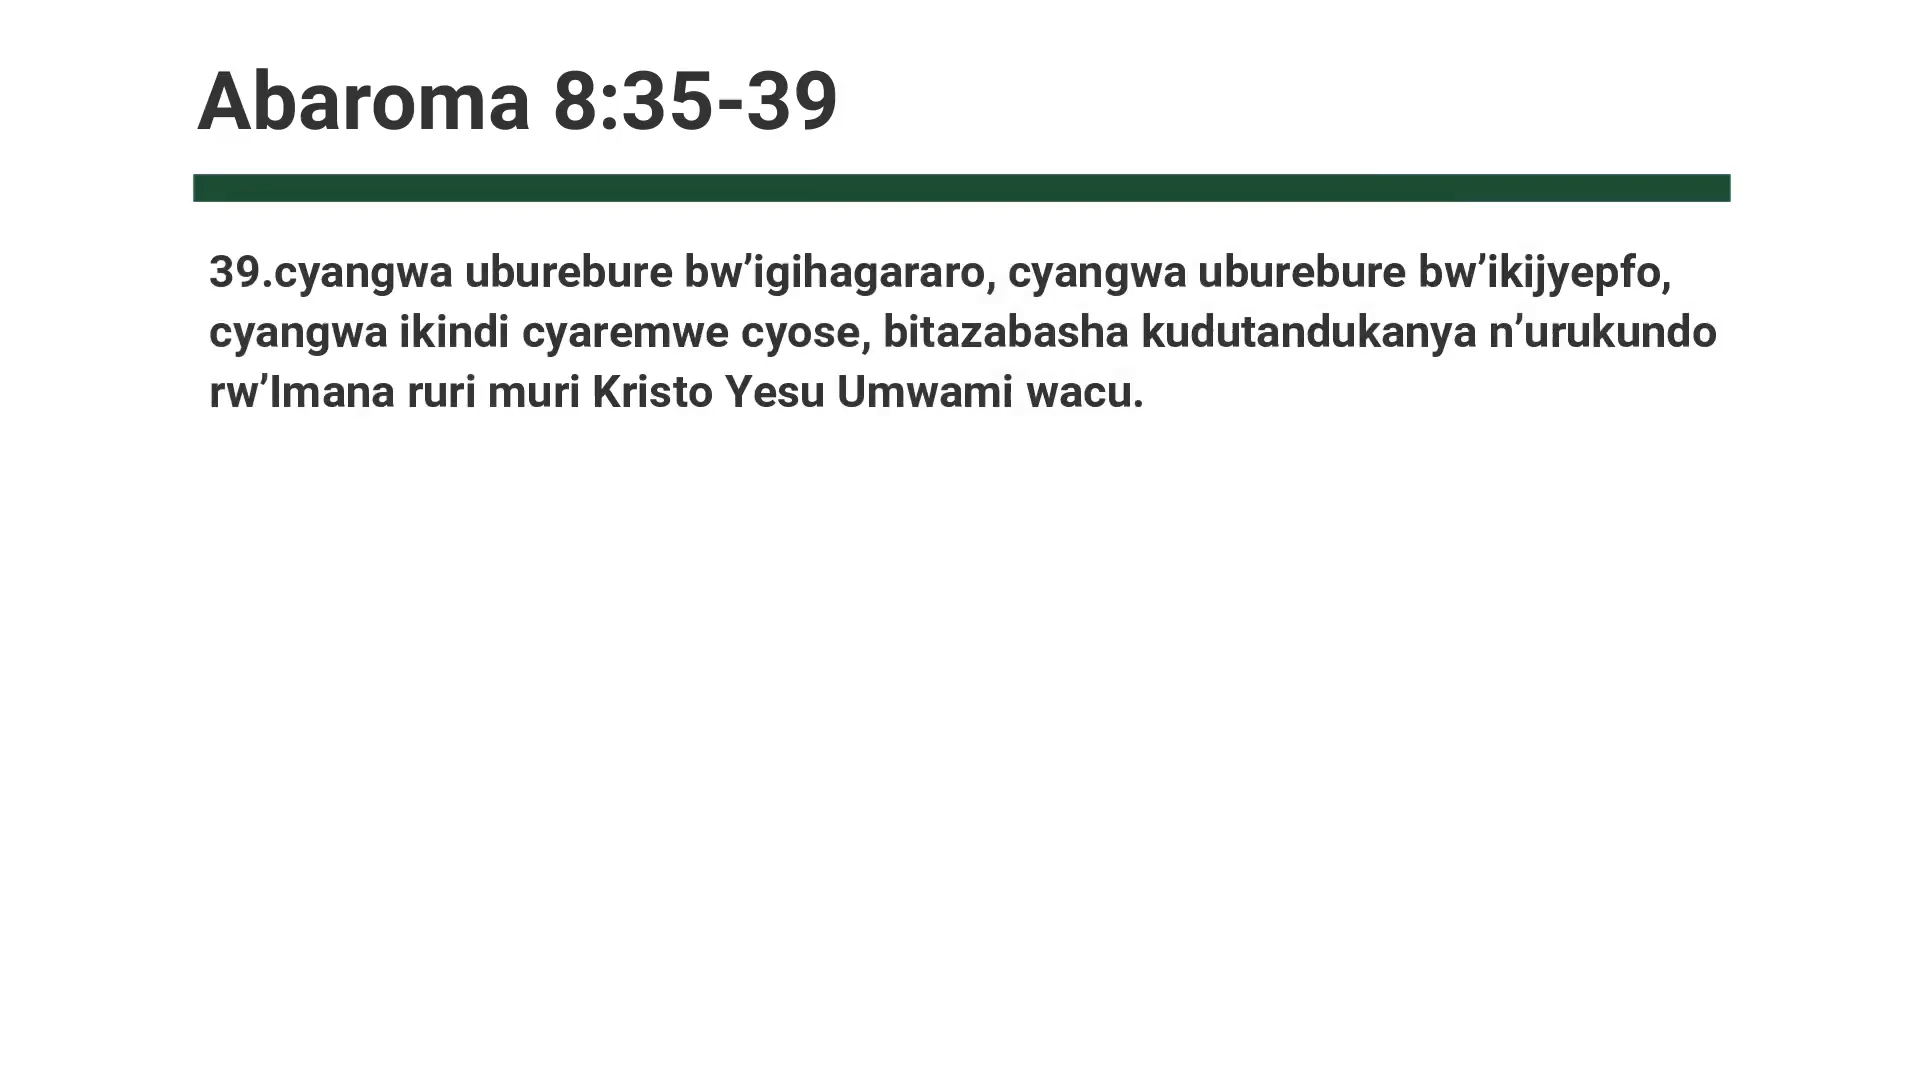 Abaroma 8:35-39
39.cyangwa uburebure bw’igihagararo, cyangwa uburebure bw’ikijyepfo,
cyangwa ikindi cyaremwe cyose, bitazabasha kudutandukanya n’urukundo
rw’Imana ruri muri Kristo Yesu Umwami wacu.